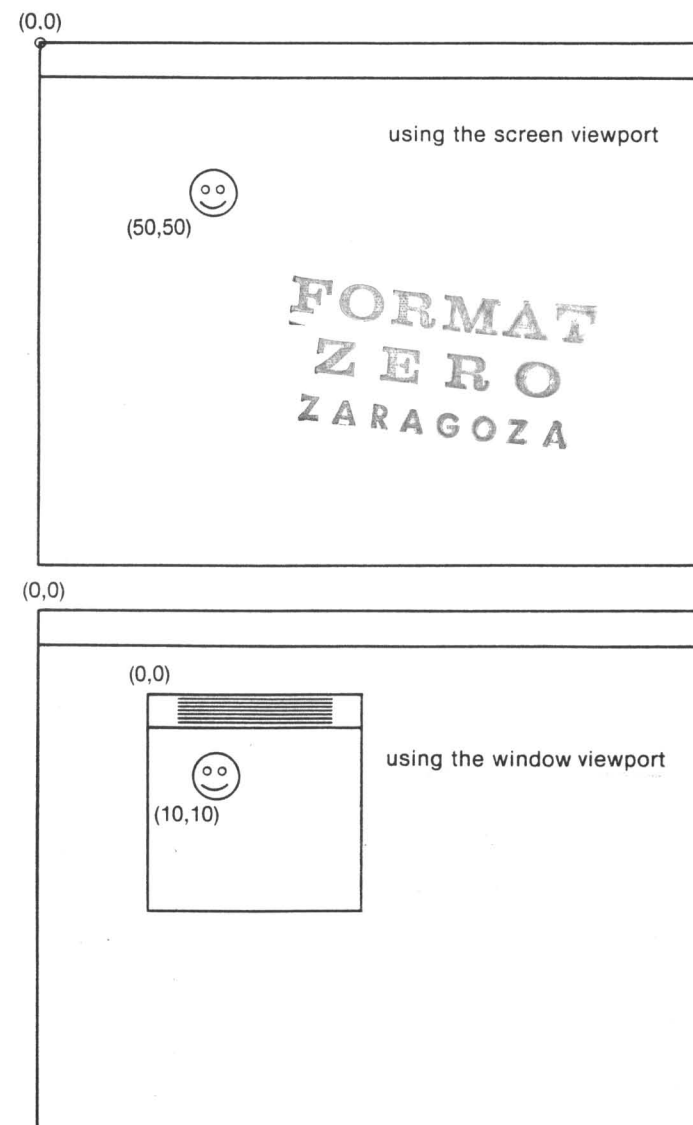 (0,0)
using the screen viewport
(50,50)
FORMAT
ZERO
ZARAGOZA
(0,0)
(0,0)
using the window viewport
(10,10)